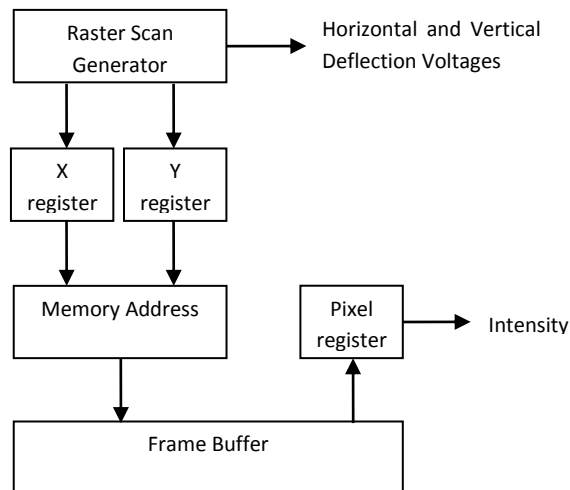 Raster Scan
Generator
Horizontal and Vertical
Deflection Voltages
X
register
Y
register
Memory Address
Pixel
register
Intensity
Frame Buffer